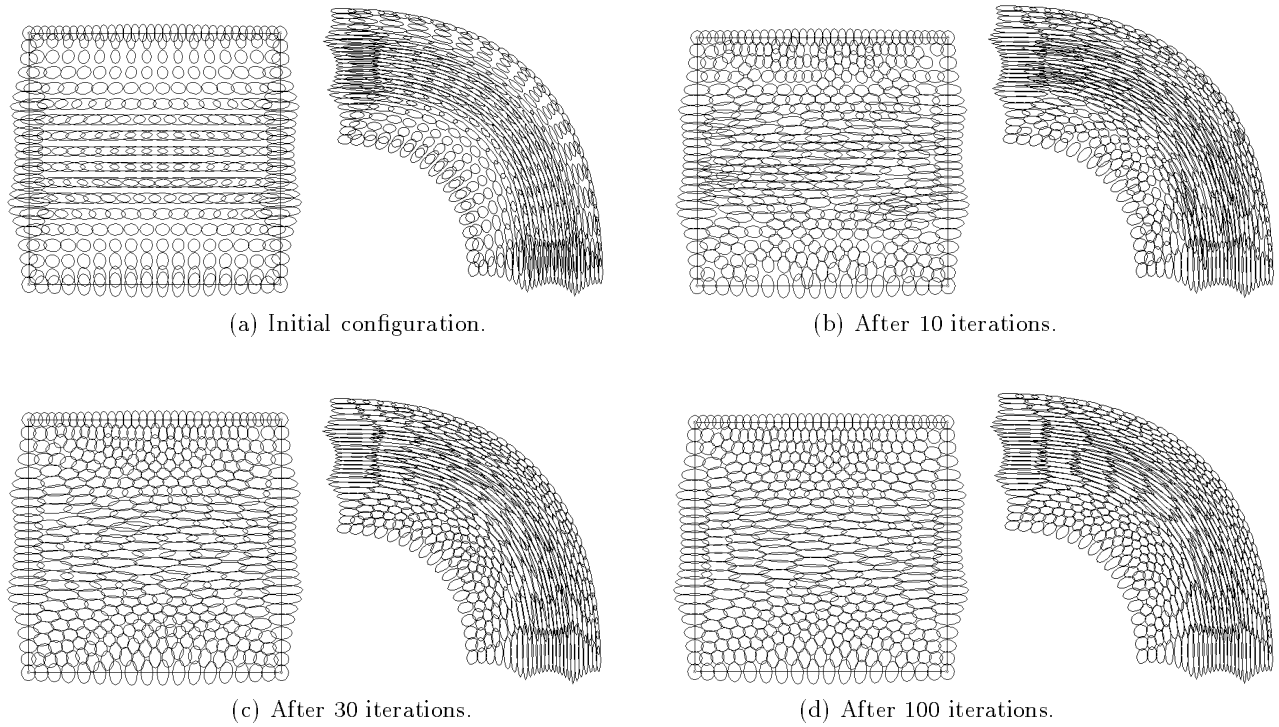 (a) Initial configuration.
(b) After 10 iterations.
(c) After 30 iterations.
(d) After 100 iterations.